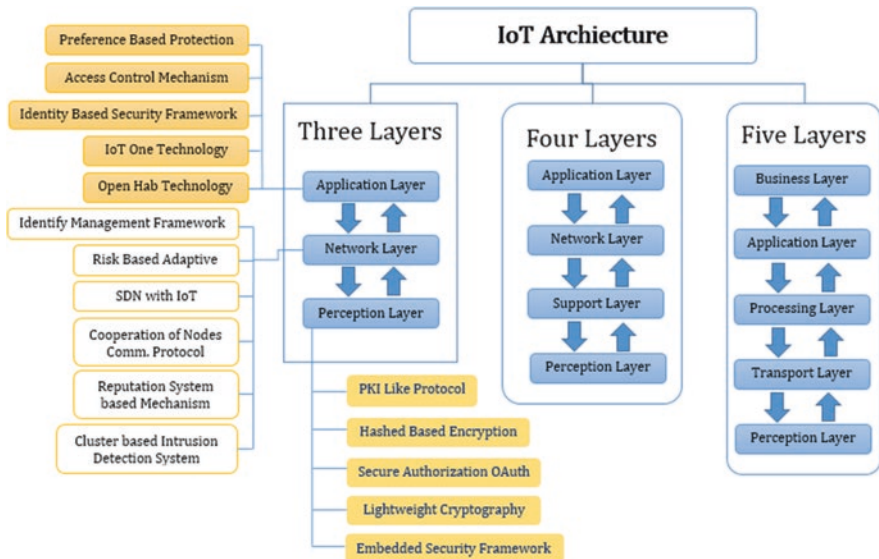 IoT Archiecture
Preference Based Protection
Access Control Mechanism
Identity Based Security Framework
IoT One Technology
Open Hab Technology
Identify Management Framework
Risk Based Adaptive
SDN with IoT
Cooperation of Nodes
Comm. Protocol
Reputation System
based Mechanism
Cluster based Intrusion
Detection System
Three Layers
Application Layer
Network Layer
Perception Layer
PKI Like Protocol
Hashed Based Encryption
Secure Authorization OAuth
Lightweight Cryptography
Embedded Security Framework
Four Layers
Application Layer
Network Layer
Support Layer
Perception Layer
Five Layers
Business Layer
Application Layer
Processing Layer
Transport Layer
Perception Layer